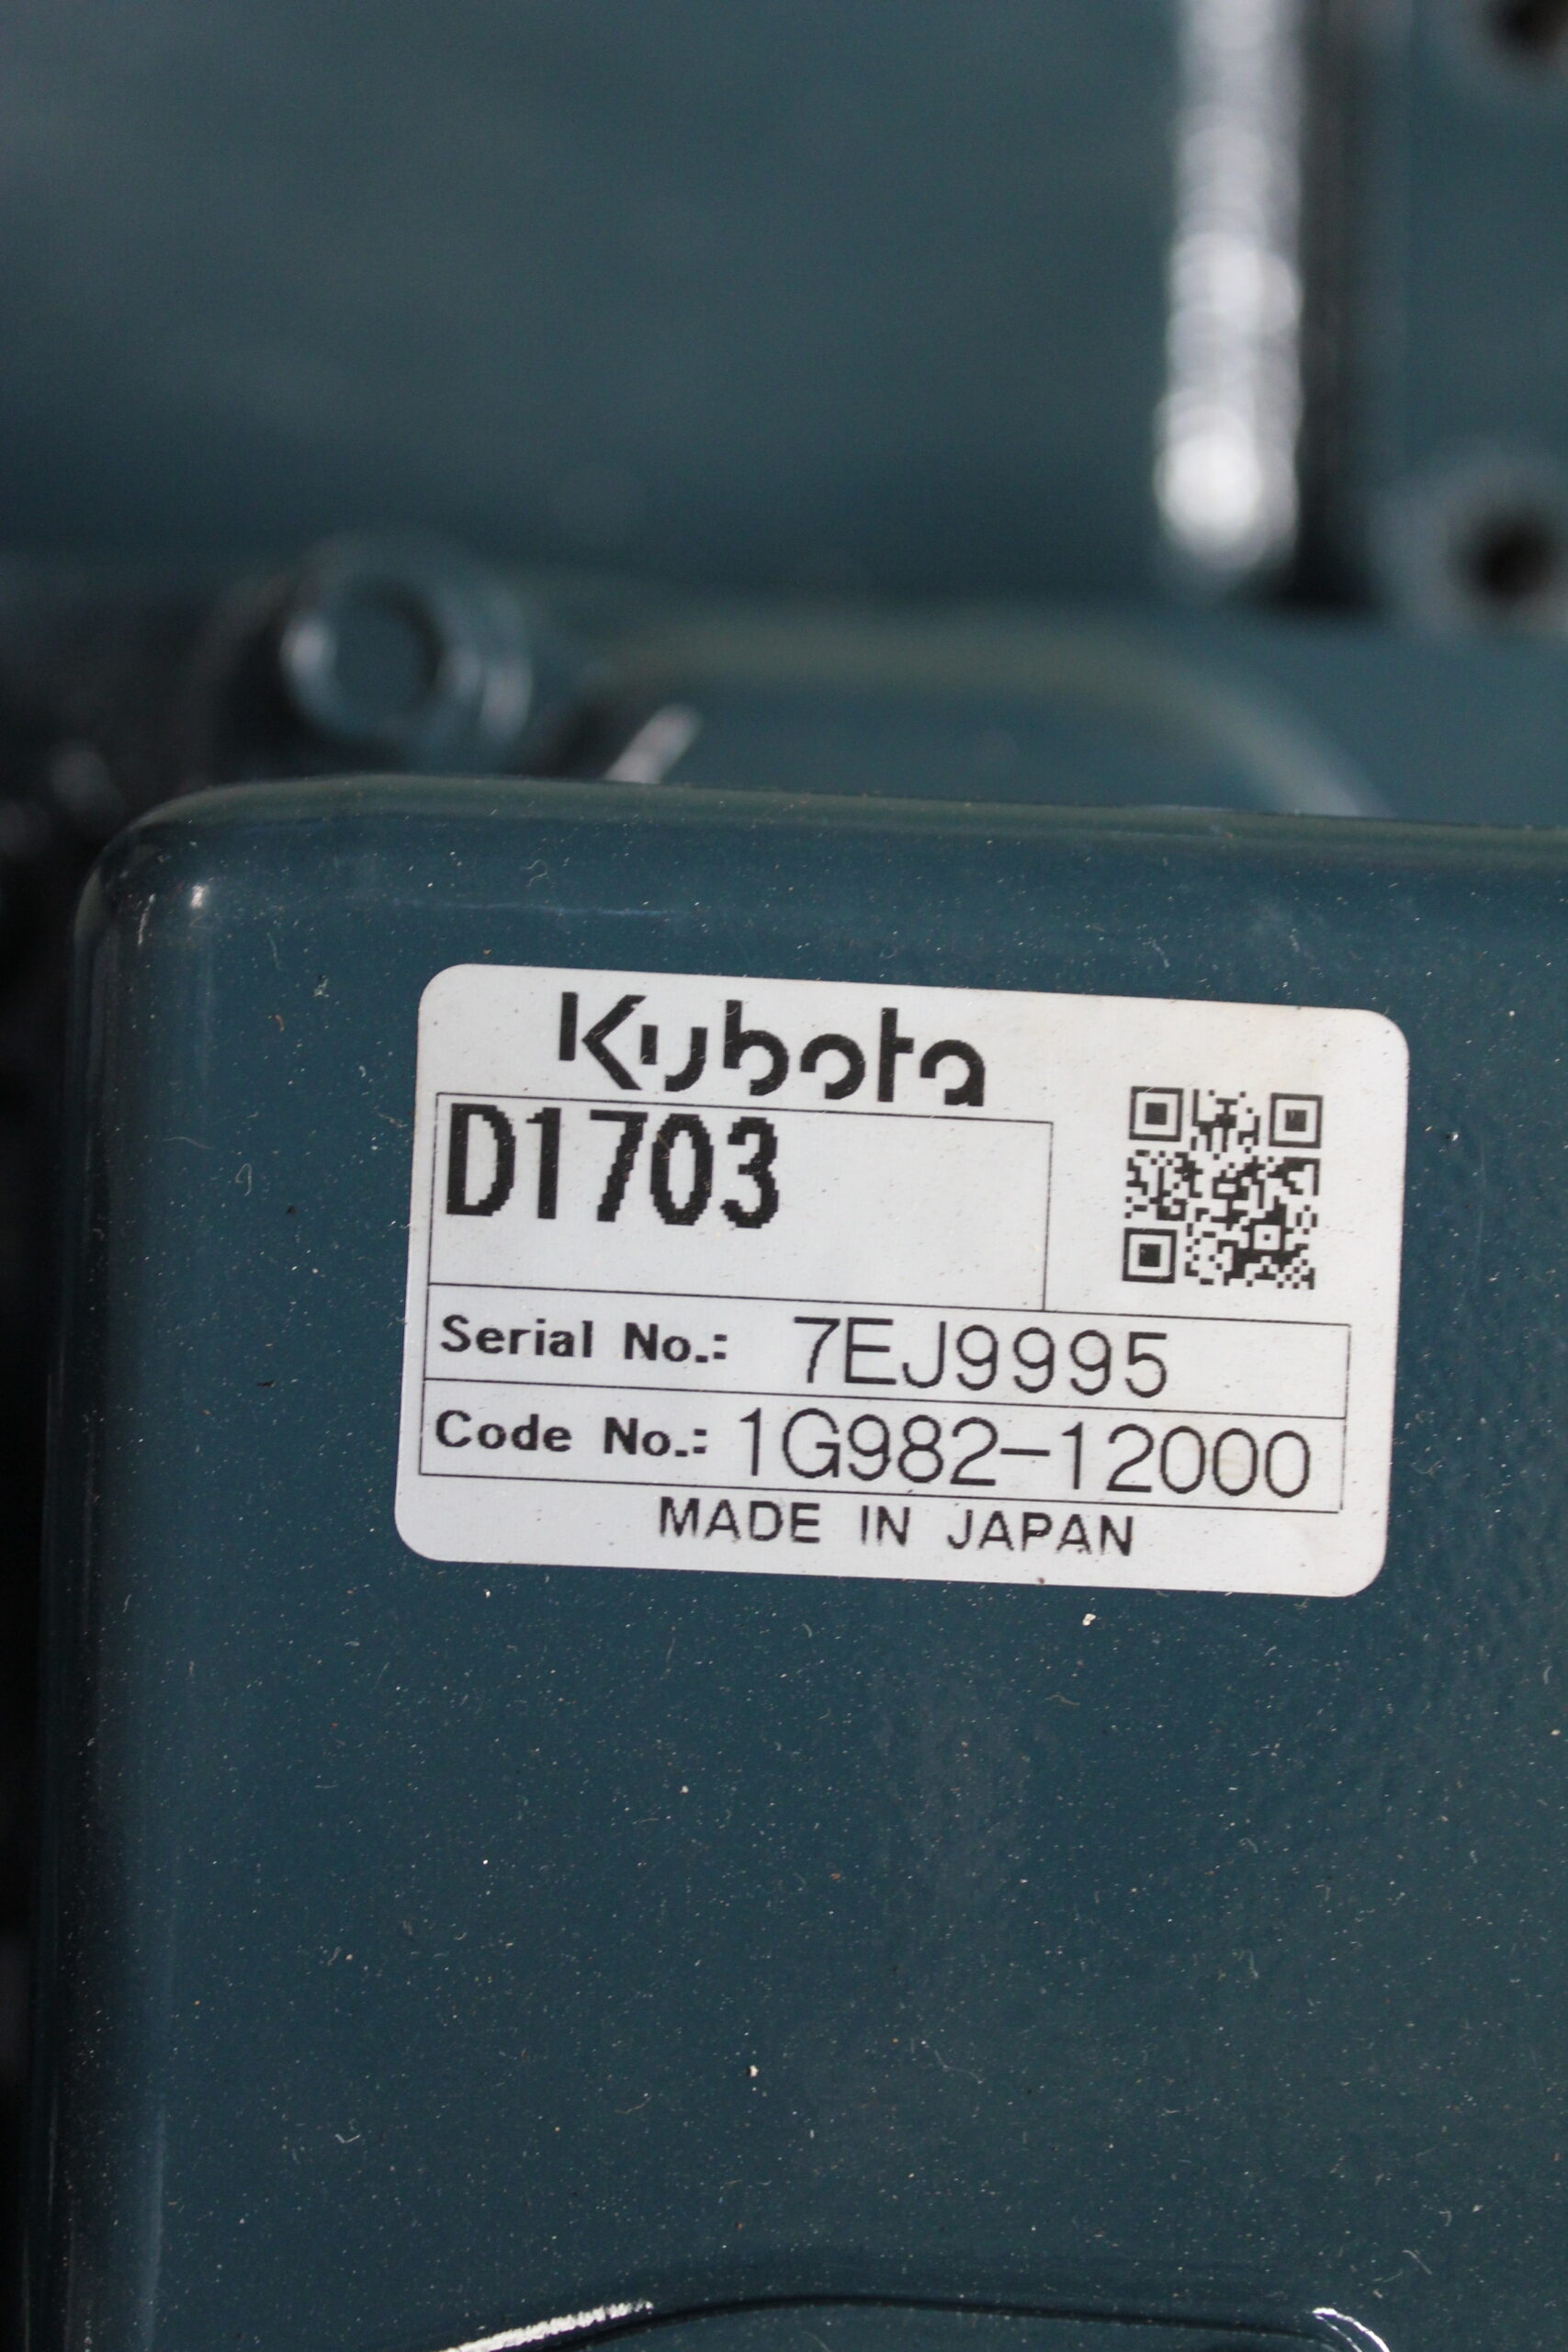 Kubota
D1703
Serial No.: 7EJ9995
Code No.: 1G982-12000
MADE IN JAPAN